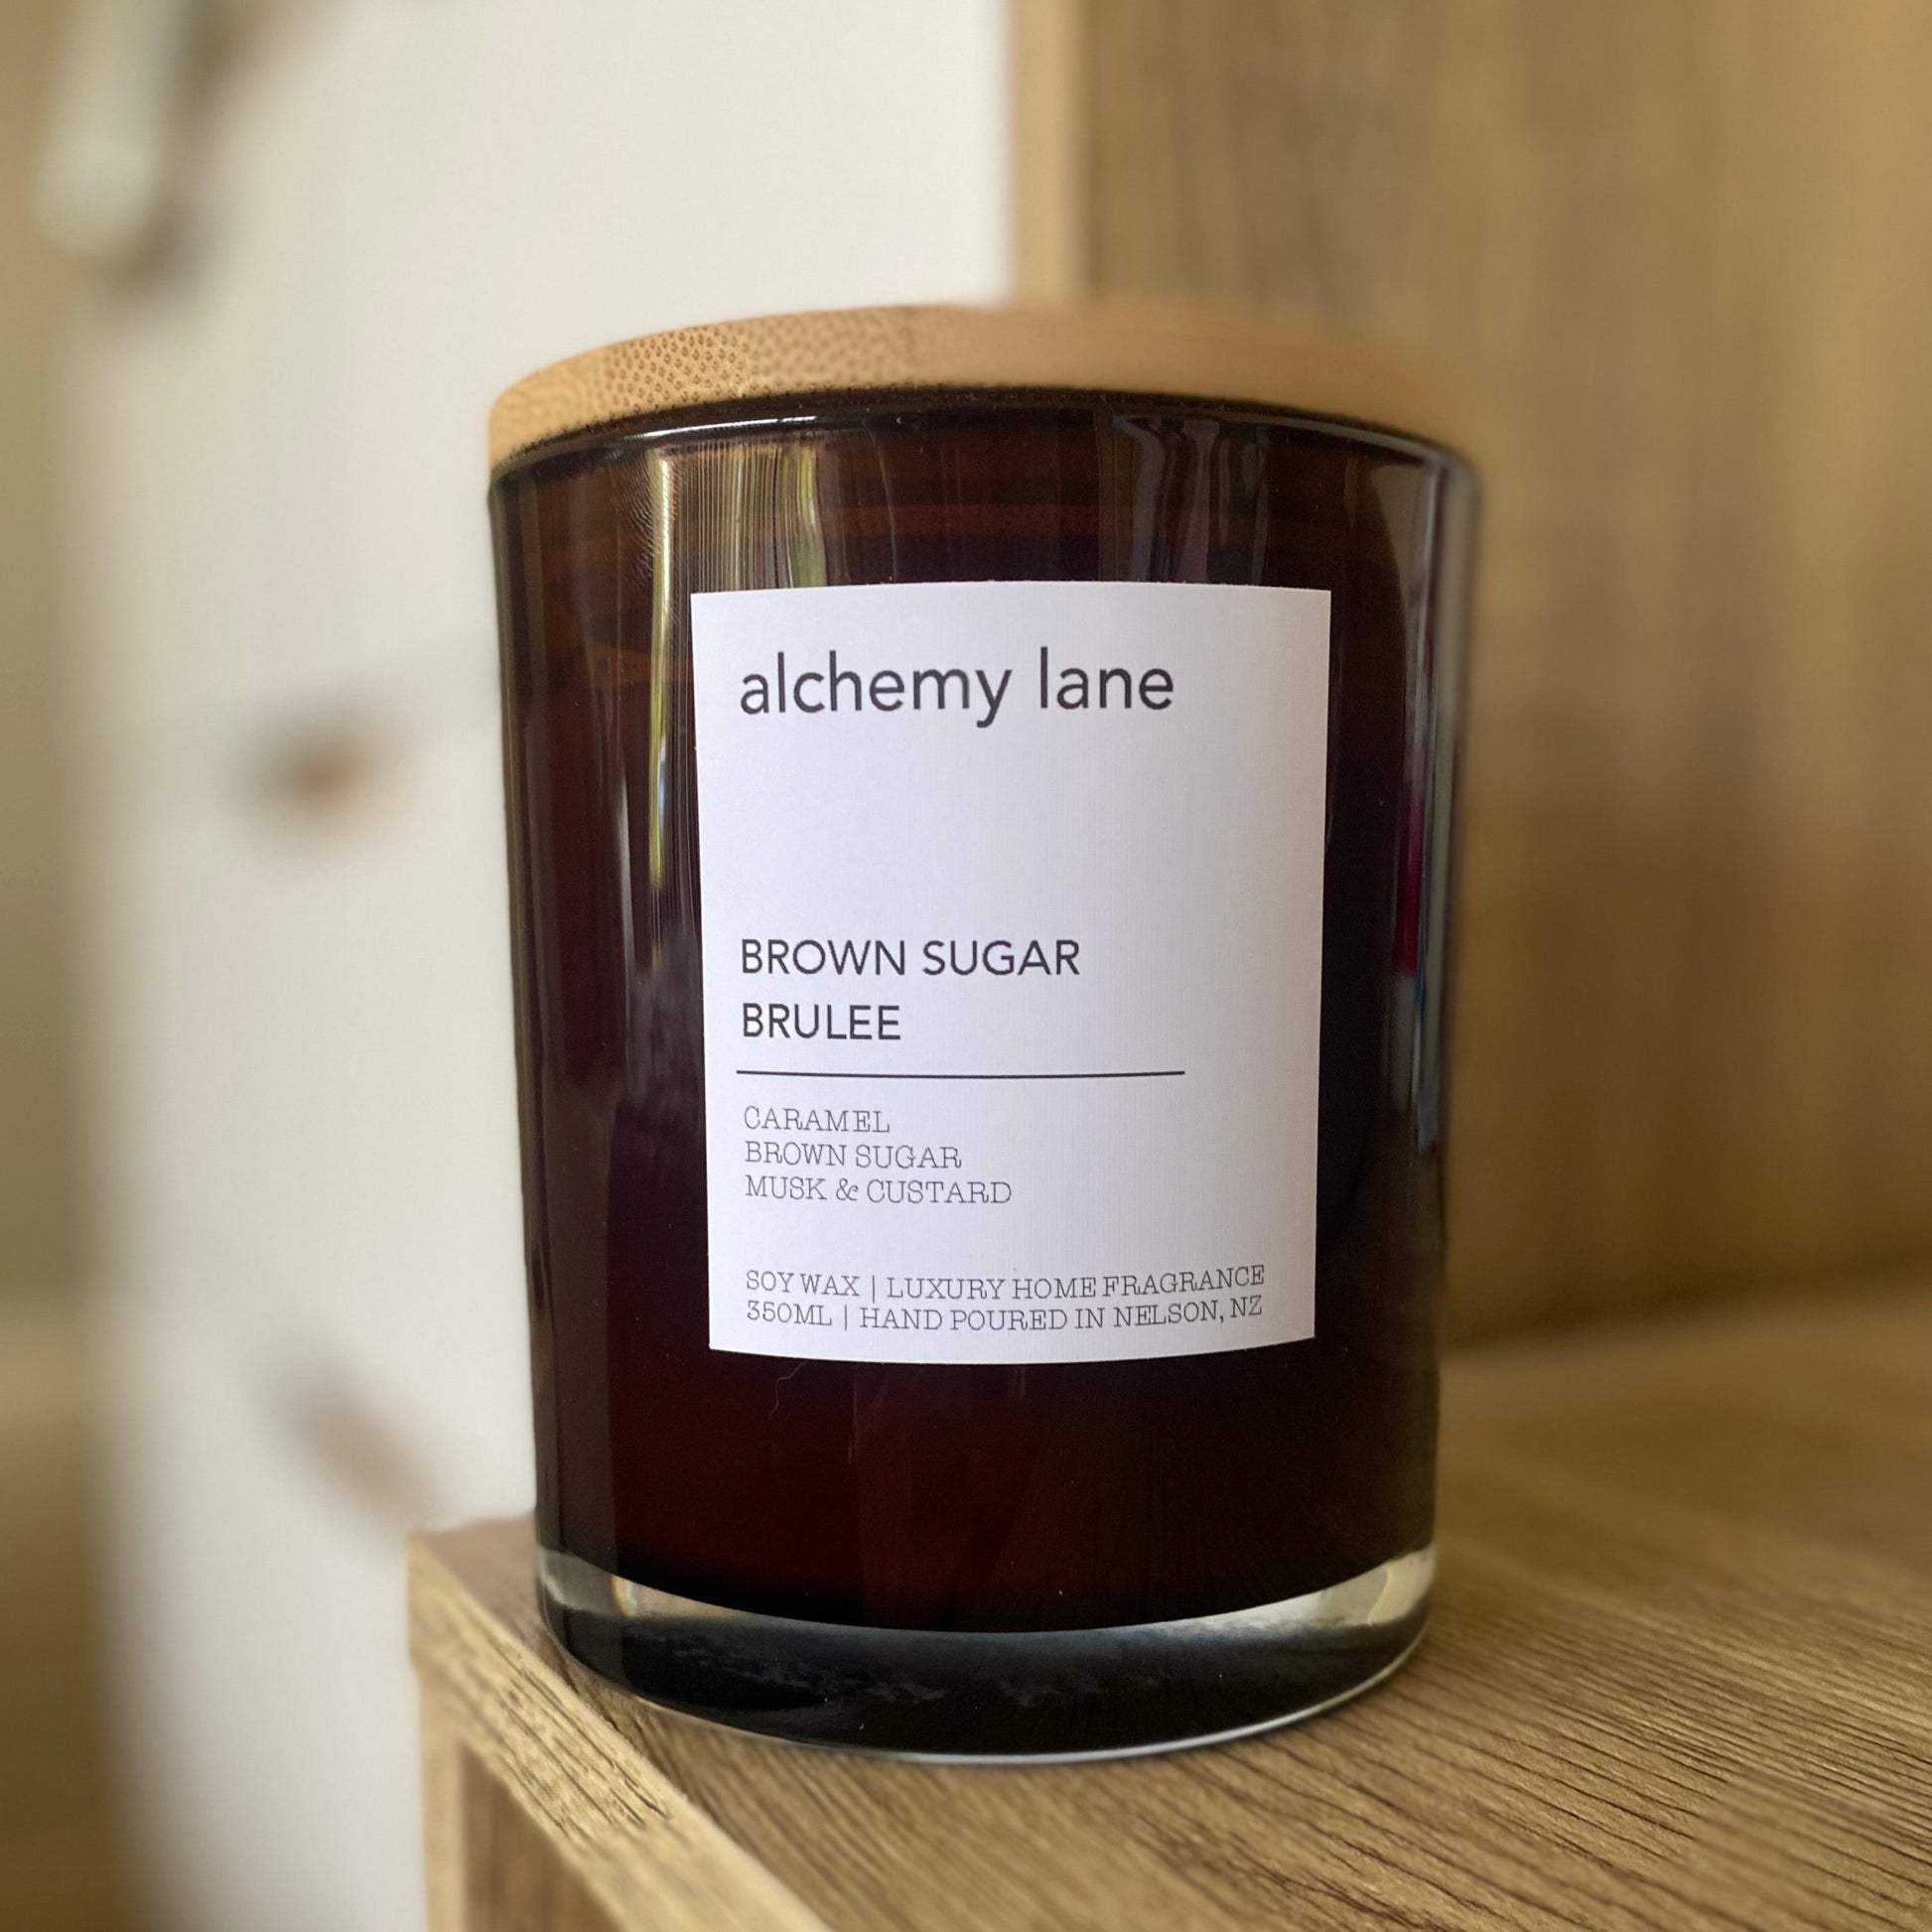 alchemy lane
BROWN SUGAR
BRULEE
CARAMEL
BROWN SUGAR
MUSK & CUSTARD
SOY WAX | LUXURY HOME FRAGRANCE
350ML | HAND POURED IN NELSON, NZ